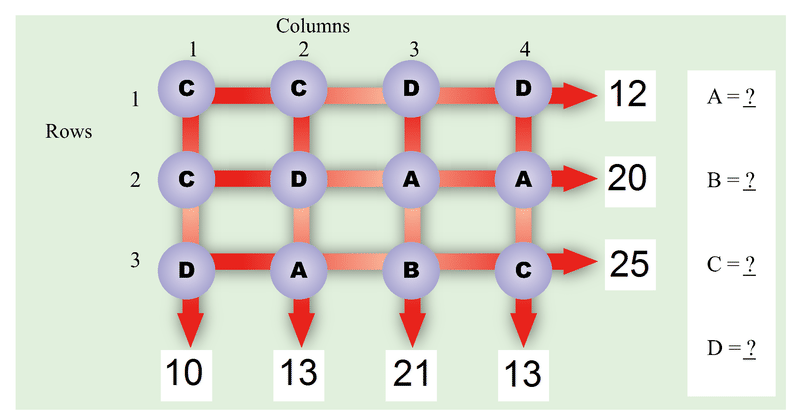 Columns
1 2 3 4
Rows
1 C C D D 12
2 C D A A 20
3 D A B C 25
10 13 21 13
A = ?
B = ?
C = ?
D = ?